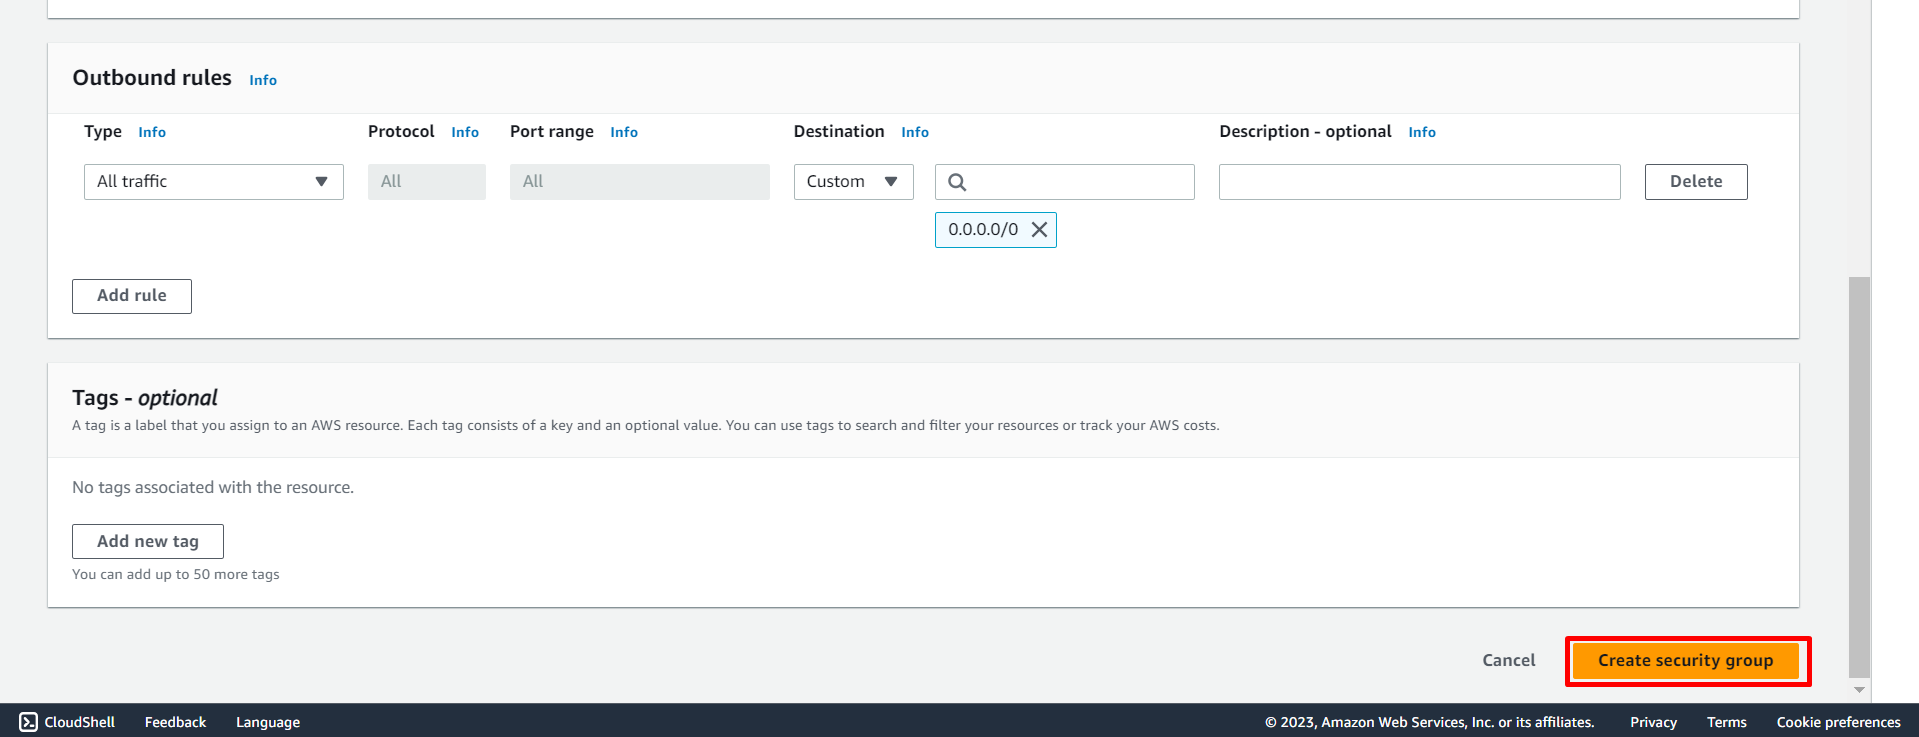 Outbound rules Info
Type Info Protocol Info Port range Info Destination Info Description - optional Info
All traffic All All Custom Delete
0.0.0.0/0
Add rule
Tags - optional
A tag is a label that you assign to an AWS resource. Each tag consists of a key and an optional value. You can use tags to search and filter your resources or track your AWS costs.
No tags associated with the resource.
Add new tag
You can add up to 50 more tags
Cancel Create security group
CloudShell Feedback Language © 2023, Amazon Web Services, Inc. or its affiliates. Privacy Terms Cookie preferences